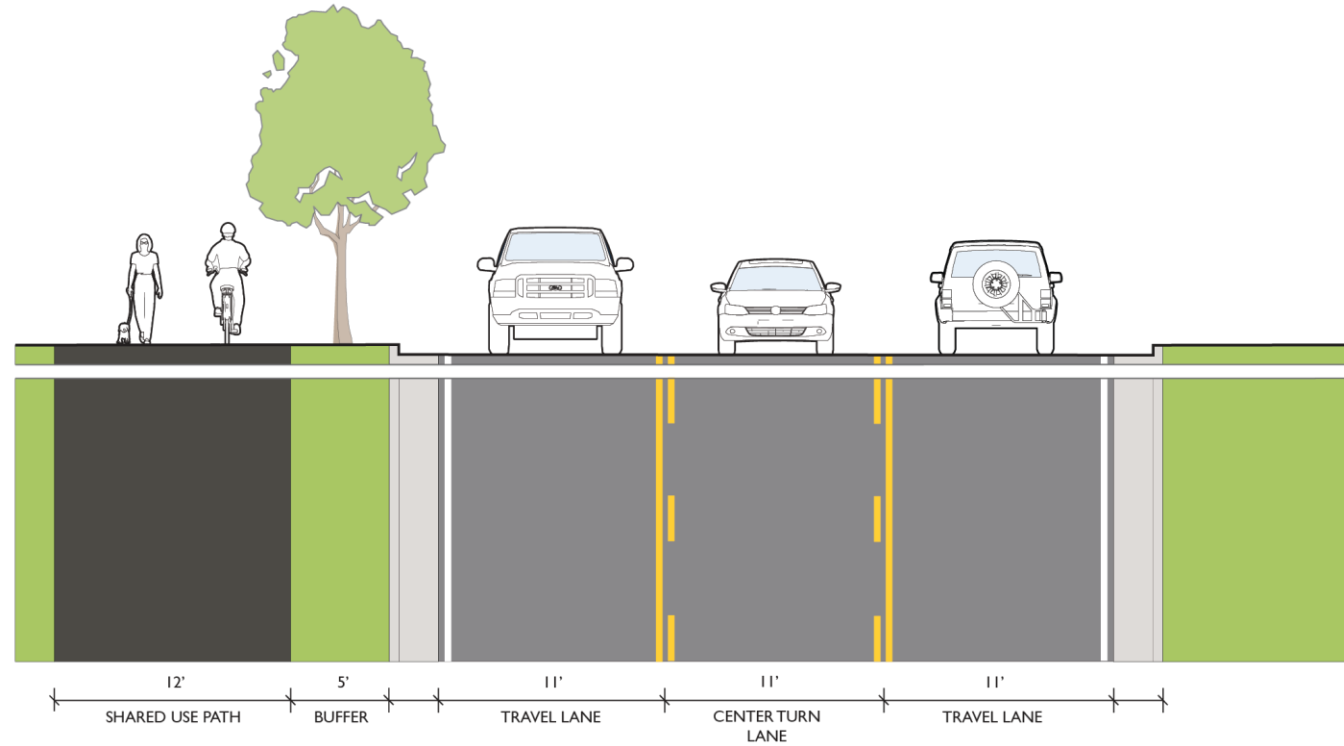 12' 5' 11' 11' 11'
SHARED USE PATH BUFFER TRAVEL LANE CENTER TURN TRAVEL LANE
LANE